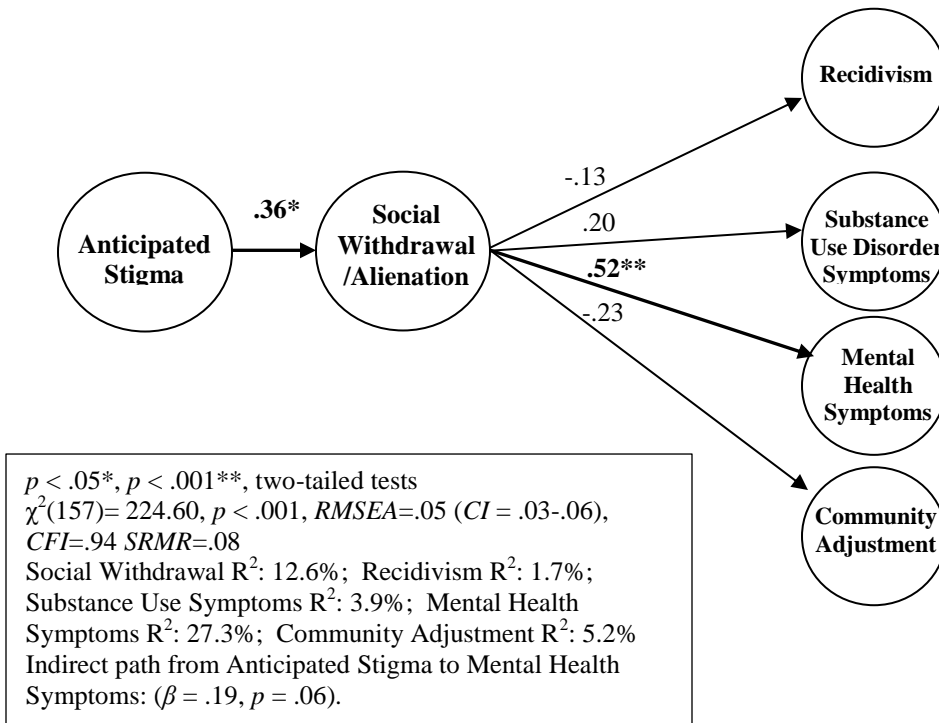 Recidivism
-.13
.36*
Social
Withdrawal
/Alienation
Anticipated
Stigma
.20
Substance
Use Disorder
Symptoms
.52**
-.23
Mental
Health
Symptoms
Community
Adjustment
p < .05*, p < .001**, two-tailed tests
χ²(157)= 224.60, p < .001, RMSEA=.05 (CI = .03-.06),
CFI=.94 SRMR=.08
Social Withdrawal R²: 12.6%; Recidivism R²: 1.7%;
Substance Use Symptoms R²: 3.9%; Mental Health
Symptoms R²: 27.3%; Community Adjustment R²: 5.2%
Indirect path from Anticipated Stigma to Mental Health
Symptoms: (β = .19, p = .06).